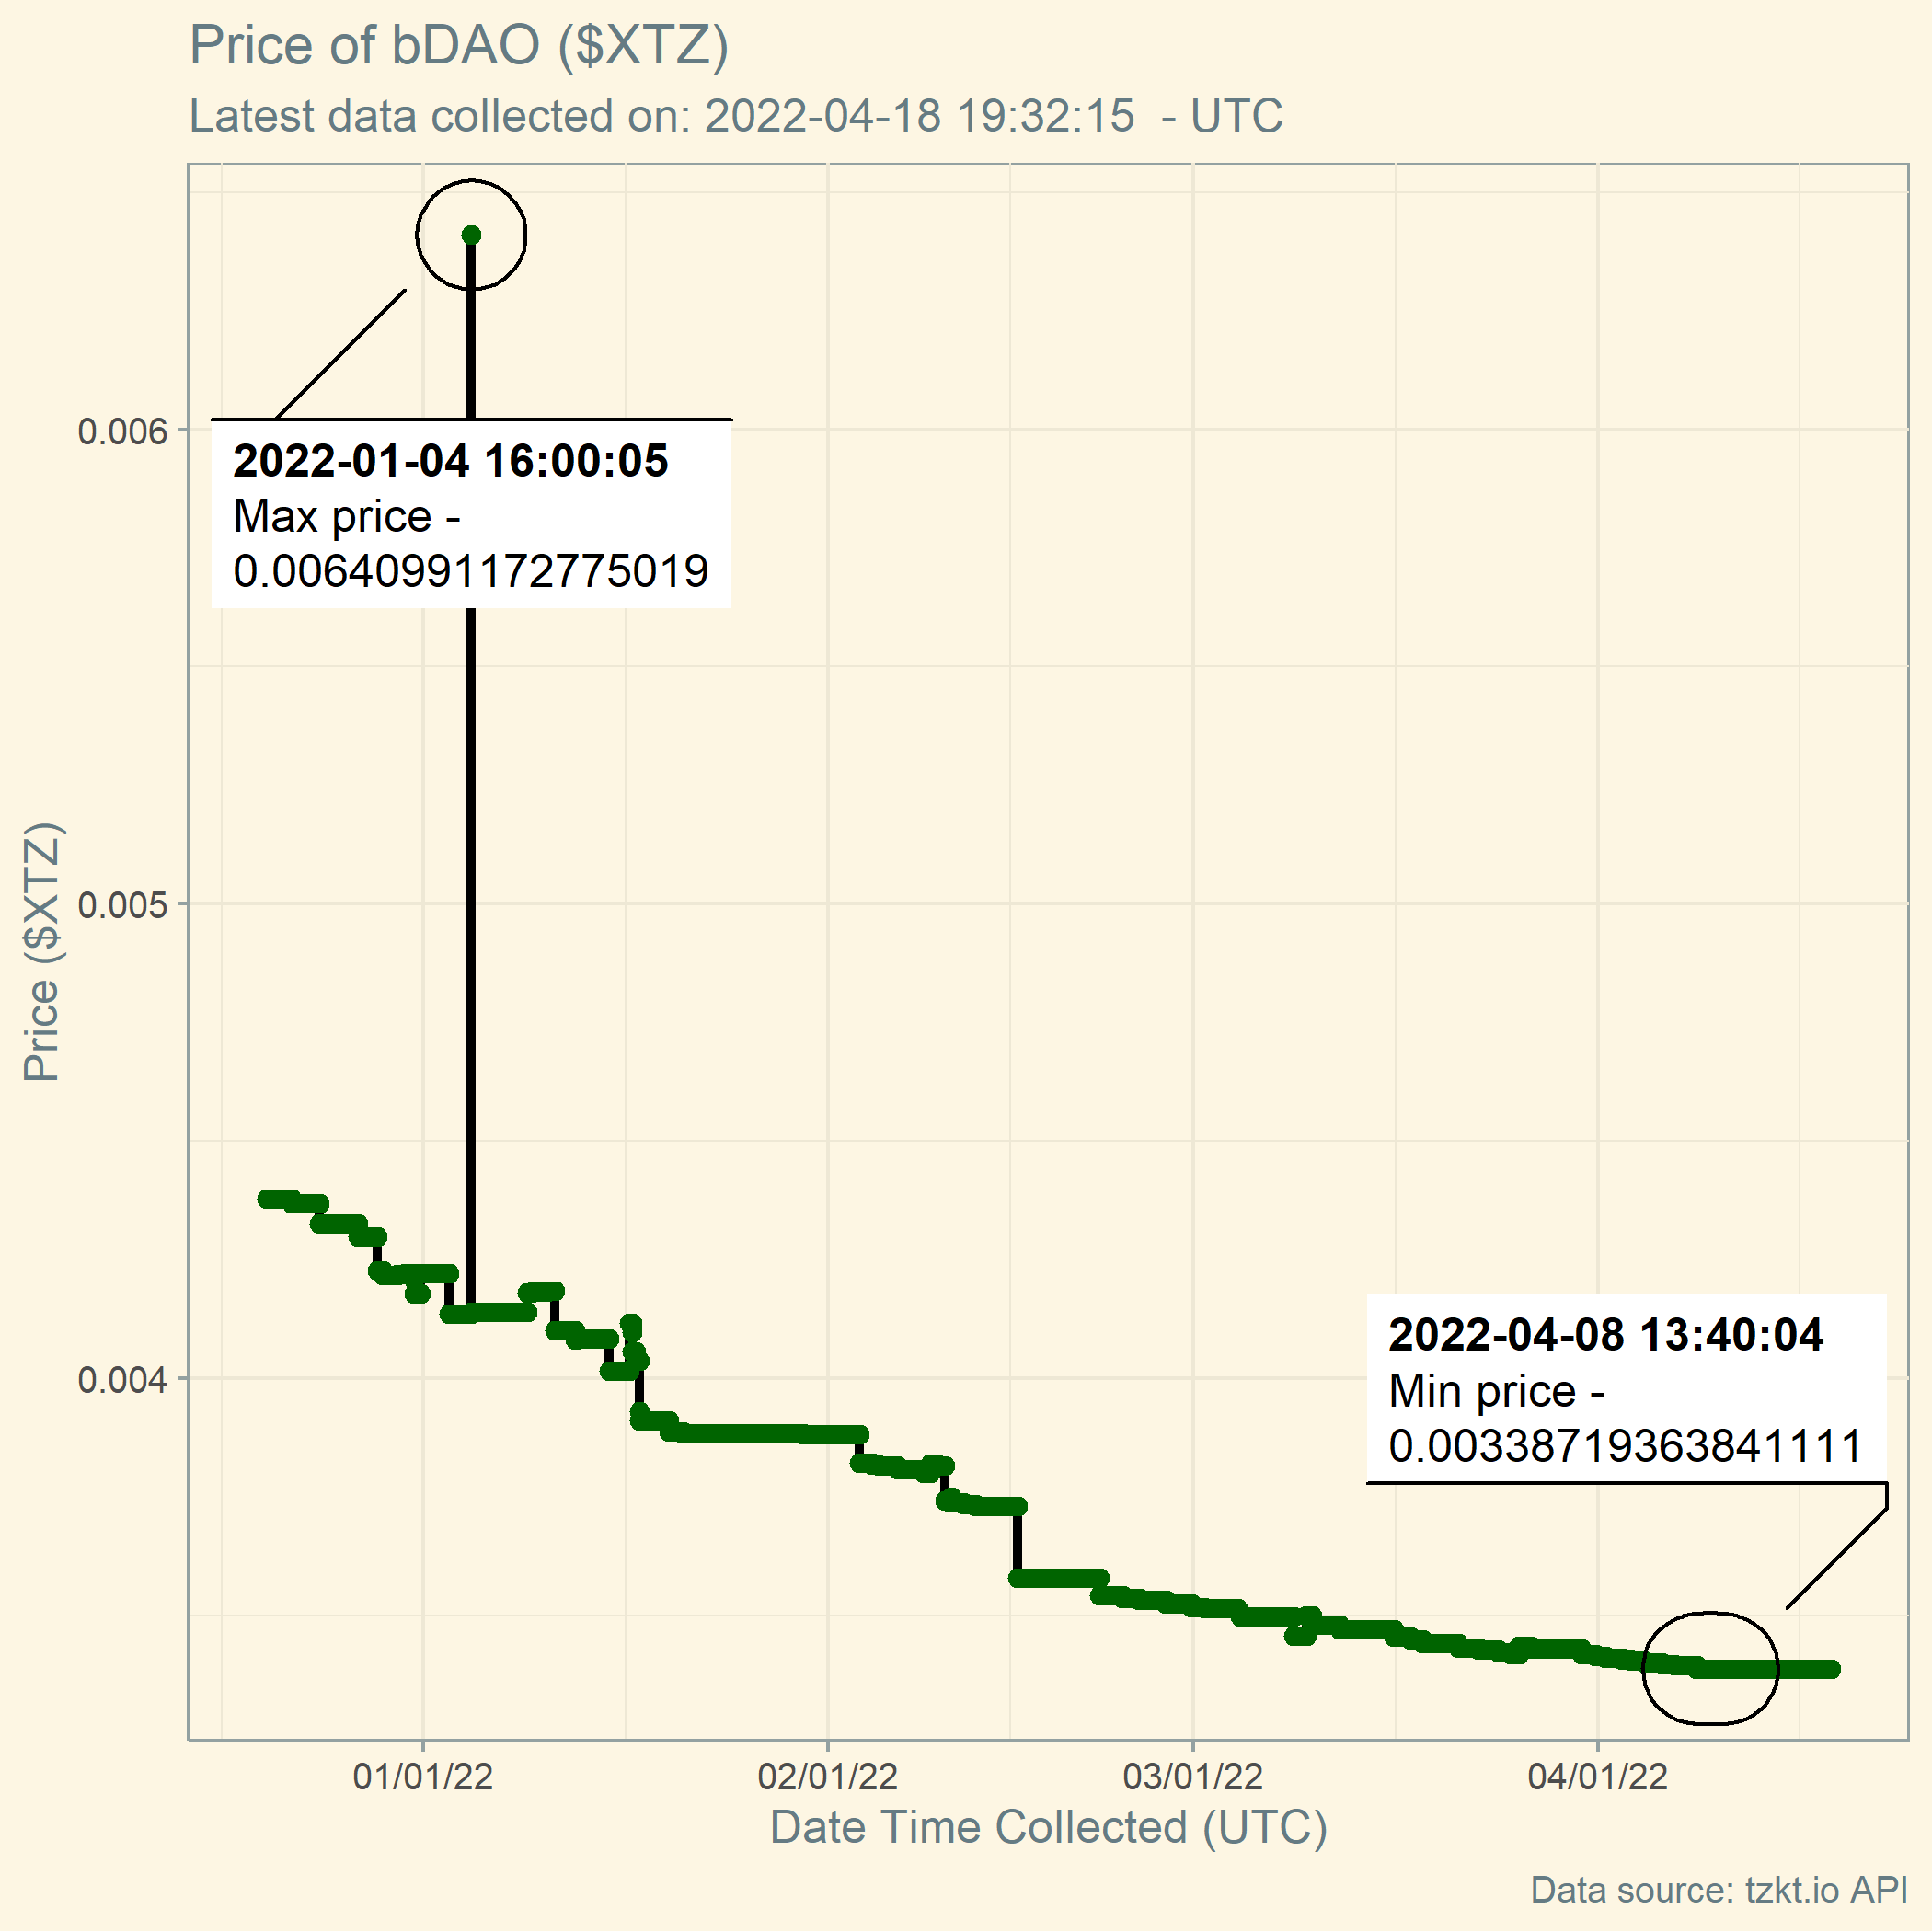 Price of bDAO ($XTZ)
Latest data collected on: 2022-04-18 19:32:15 - UTC
2022-01-04 16:00:05
Max price -
0.00640991172775019
2022-04-08 13:40:04
Min price -
0.00338719363841111
0.006
0.005
0.004
Price ($XTZ)
01/01/22 02/01/22 03/01/22 04/01/22
Date Time Collected (UTC)
Data source: tzkt.io API